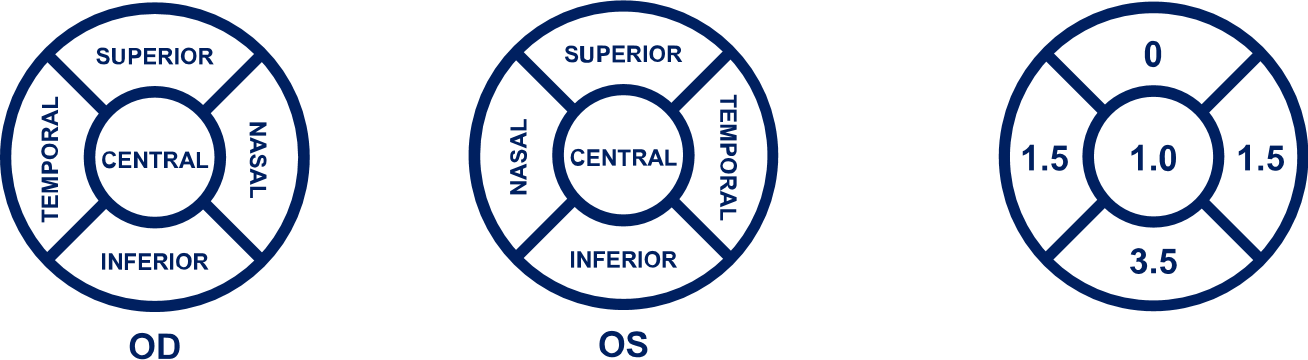 SUPERIOR
TEMPORAL
CENTRAL
NASAL
INFERIOR
OD
SUPERIOR
NASAL
CENTRAL
TEMPORAL
INFERIOR
OS
0
1.5
1.0
1.5
3.5